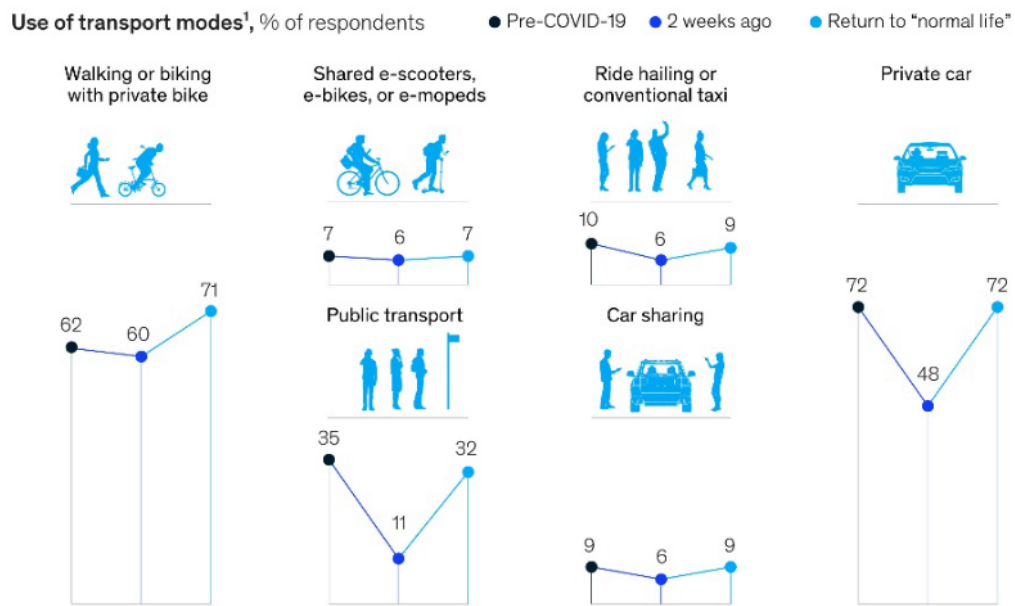 Use of transport modes¹, % of respondents
Pre-COVID-19
2 weeks ago
Return to “normal life”
Walking or biking
with private bike
62
60
71
Shared e-scooters,
e-bikes, or e-mopeds
7
6
7
Public transport
35
11
32
Ride hailing or
conventional taxi
10
6
9
Car sharing
9
6
9
Private car
72
48
72